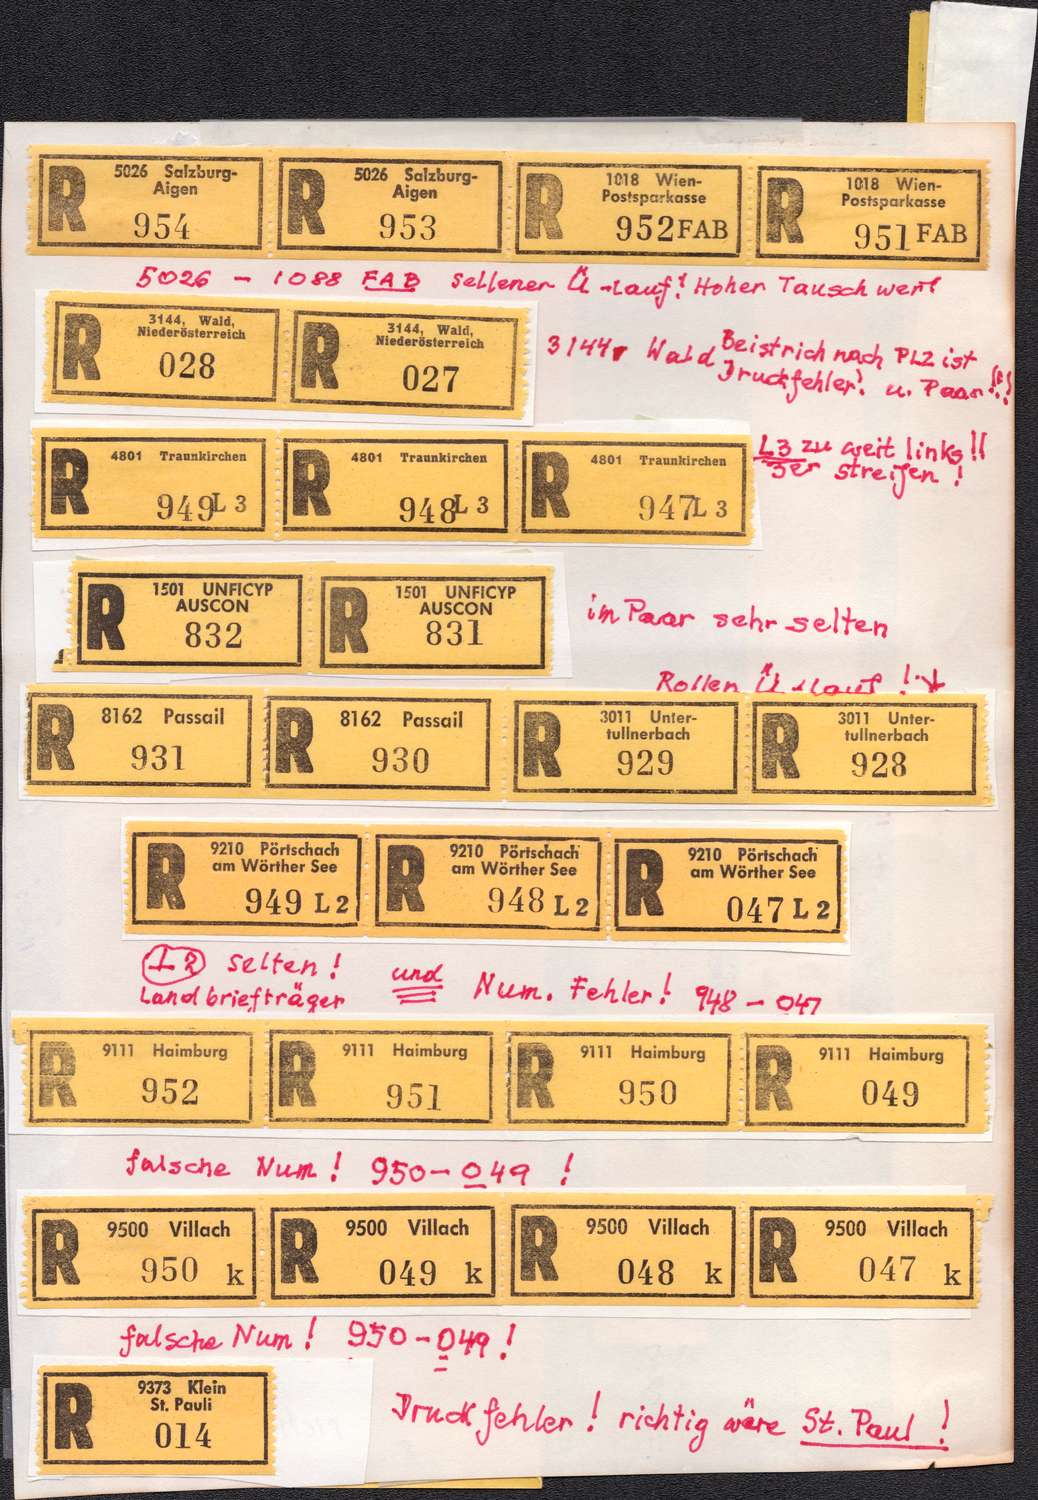 R 5026 Salzburg-
Aigen
954
R 5026 Salzburg-
Aigen
953
R 1018 Wien-
Postsparkasse
952 FAB
R 1018 Wien-
Postsparkasse
951 FAB
5026 – 1088 FAB seltener Ü-lauf! Hoher Tauschwert
R 3144, Wald,
Niederösterreich
028
R 3144, Wald,
Niederösterreich
027
3144, Wald Beistrich nach PLZ ist
Druckfehler! u. Paar!!!
R 4801 Traunkirchen
949 L 3
R 4801 Traunkirchen
948 L 3
R 4801 Traunkirchen
947 L 3
L3 zu weit links!!
3er streifen!
R 1501 UNFICYP
AUSCON
832
R 1501 UNFICYP
AUSCON
831
im Paar sehr selten
Rollen Ü-lauf!
R 8162 Passail
931
R 8162 Passail
930
R 3011 Unter-
tullnerbach
929
R 3011 Unter-
tullnerbach
928
R 9210 Pörtschach
am Wörther See
949 L 2
R 9210 Pörtschach
am Wörther See
948 L 2
R 9210 Pörtschach
am Wörther See
047 L 2
L2 selten! und Num. Fehler! 948 – 047
Landbriefträger
R 9111 Haimburg
952
R 9111 Haimburg
951
R 9111 Haimburg
950
R 9111 Haimburg
049
falsche Num! 950 – 049!
R 9500 Villach
950 k
R 9500 Villach
049 k
R 9500 Villach
048 k
R 9500 Villach
047 k
falsche Num! 950 – 049!
R 9373 Klein
St. Pauli
014
Druckfehler! richtig wäre St. Paul!